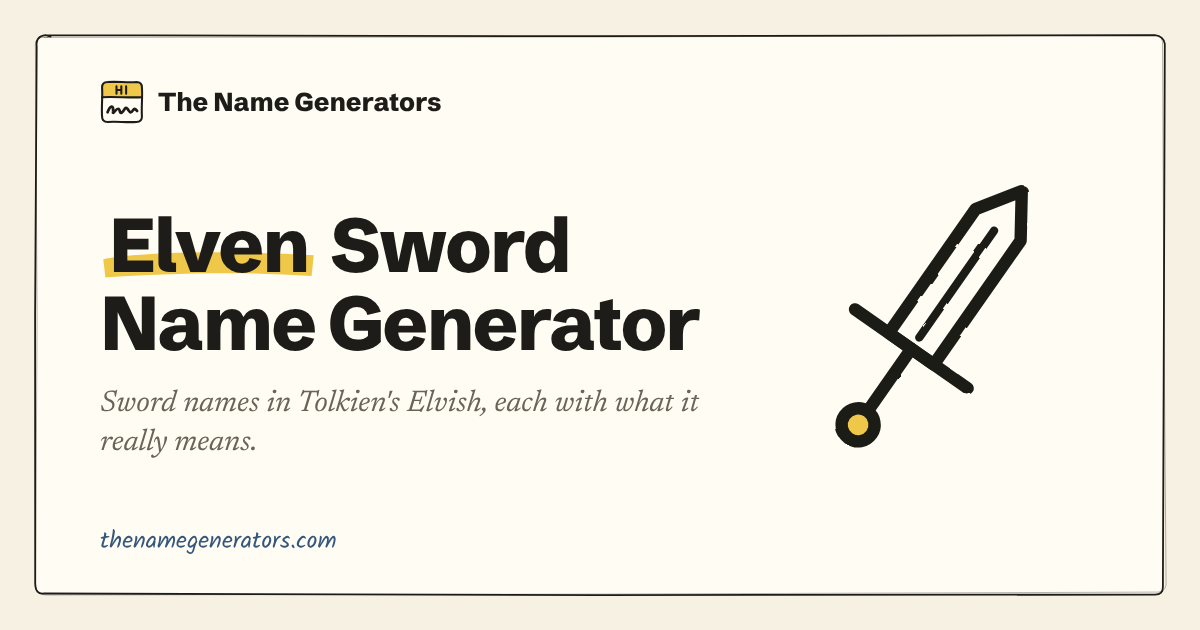 HI
The Name Generators
Elven Sword
Name Generator
Sword names in Tolkien's Elvish, each with what it
really means.
thenamegenerators.com